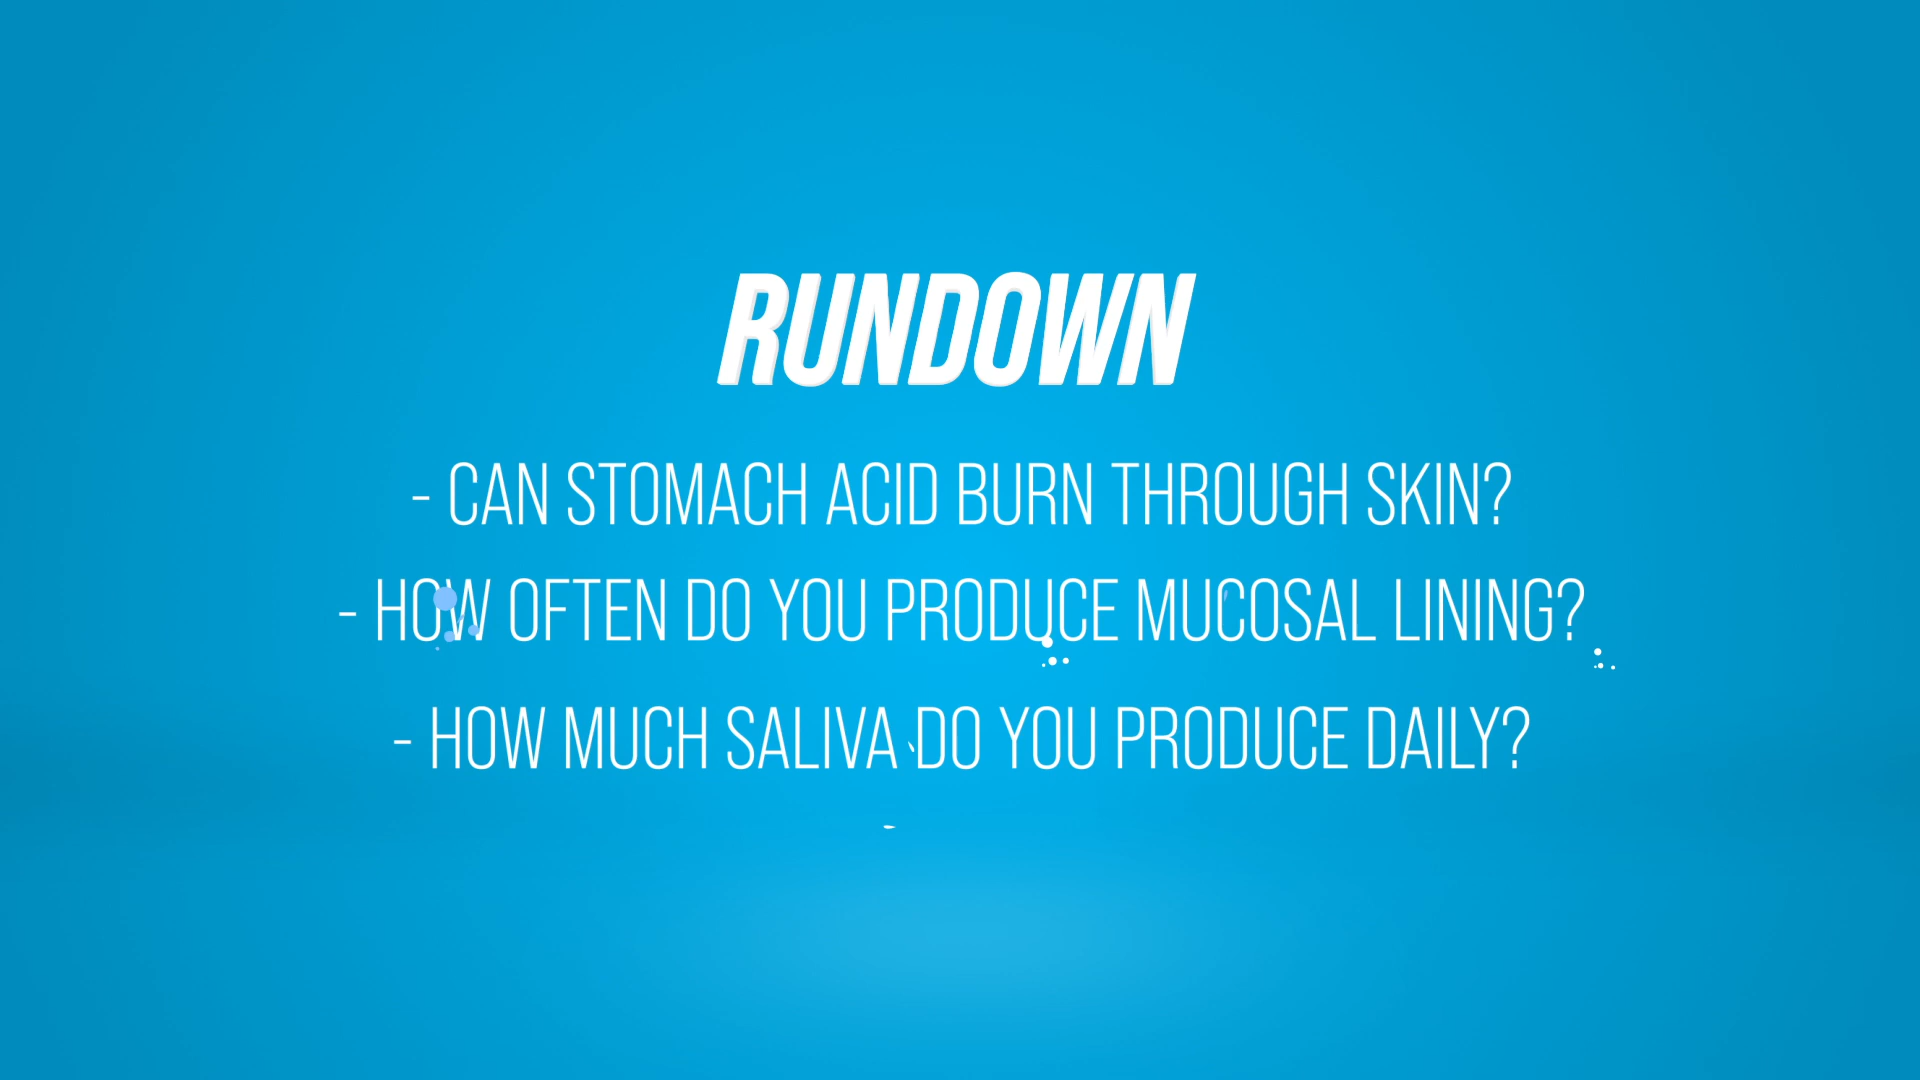 RUNDOWN
- CAN STOMACH ACID BURN THROUGH SKIN?
- HOW OFTEN DO YOU PRODUCE MUCOSAL LINING?
- HOW MUCH SALIVA DO YOU PRODUCE DAILY?